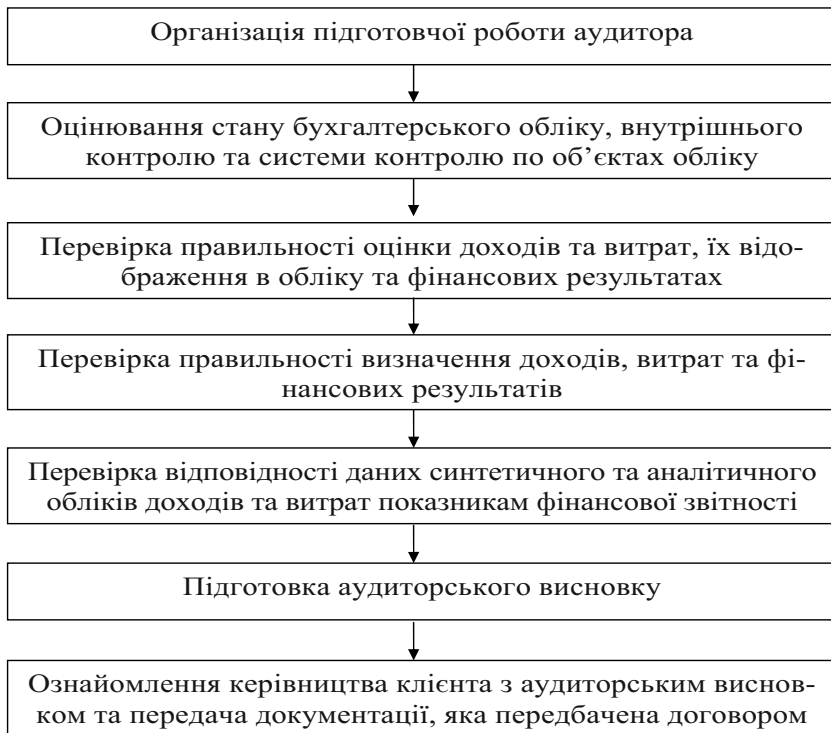 Організація підготовчої роботи аудитора
Оцінювання стану бухгалтерського обліку, внутрішнього
контролю та системи контролю по об’єктах обліку
Перевірка правильності оцінки доходів та витрат, їх відо-
браження в обліку та фінансових результатах
Перевірка правильності визначення доходів, витрат та фі-
нансових результатів
Перевірка відповідності даних синтетичного та аналітичного
обліків доходів та витрат показникам фінансової звітності
Підготовка аудиторського висновку
Ознайомлення керівництва клієнта з аудиторським виснов-
ком та передача документації, яка передбачена договором